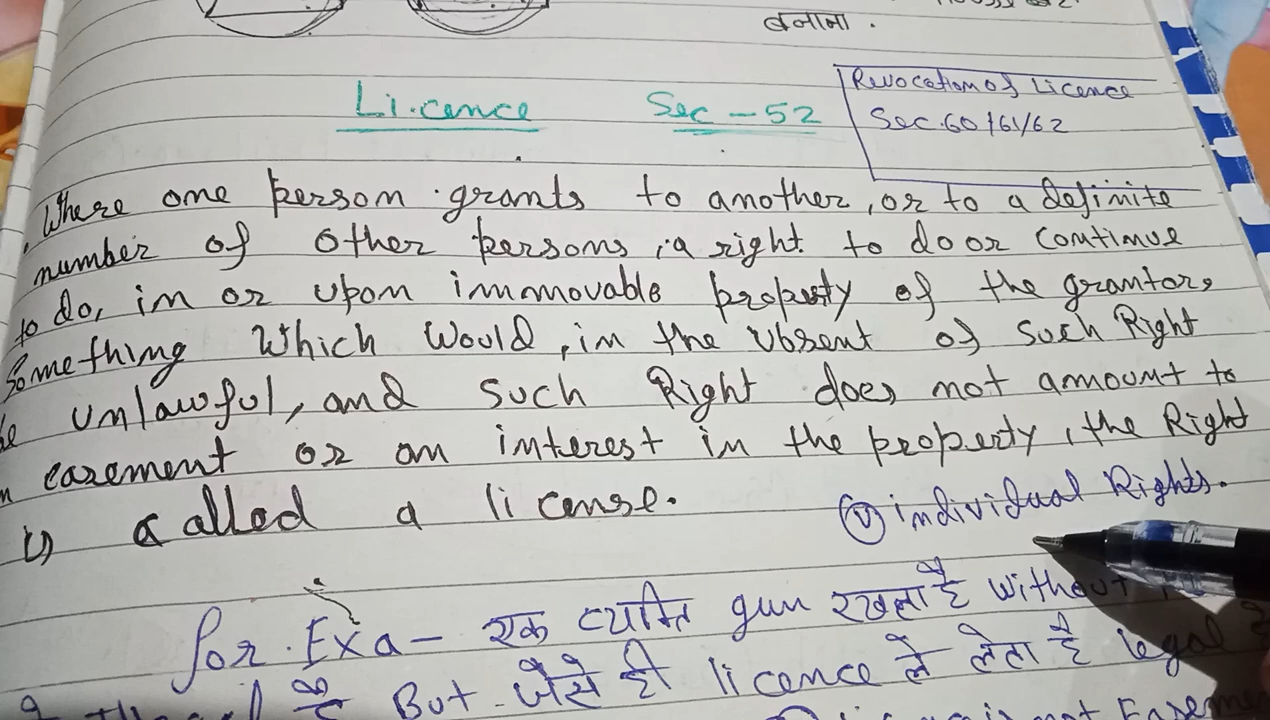 बनाना.
Li.cence Sec - 52
Revocation of Licence
Sec.60/61/62
Where one person grants to another, or to a definite
number of other persons, a right to do or continue
to do, in or upon immovable property of the grantor,
Something Which Would, in the Absent of Such Right
be unlawful, and such Right does not amount to
easement or an interest in the property, the Right
is called a license.
(v) individual Rights.
for. Exa - एक व्यक्ति gun रखता है without
But जैसे ही licence ले लेता है legal
not Easeme